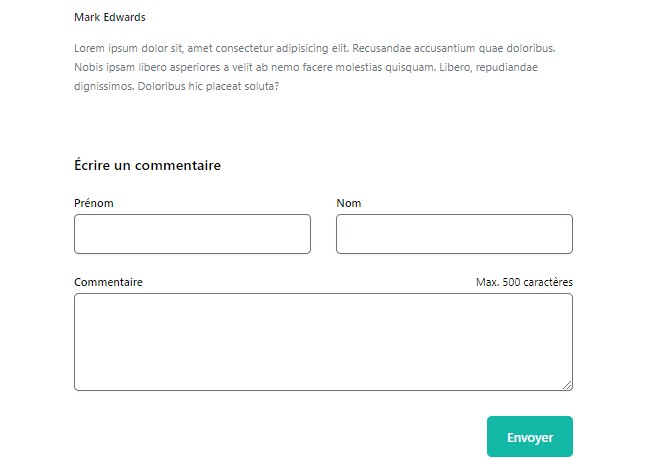 Mark Edwards
Lorem ipsum dolor sit, amet consectetur adipisicing elit. Recusandae accusantium quae doloribus.
Nobis ipsam libero asperiores a velit ab nemo facere molestias quisquam. Libero, repudiandae
dignissimos. Doloribus hic placeat soluta?
Écrire un commentaire
Prénom
Nom
Commentaire
Max. 500 caractères
Envoyer